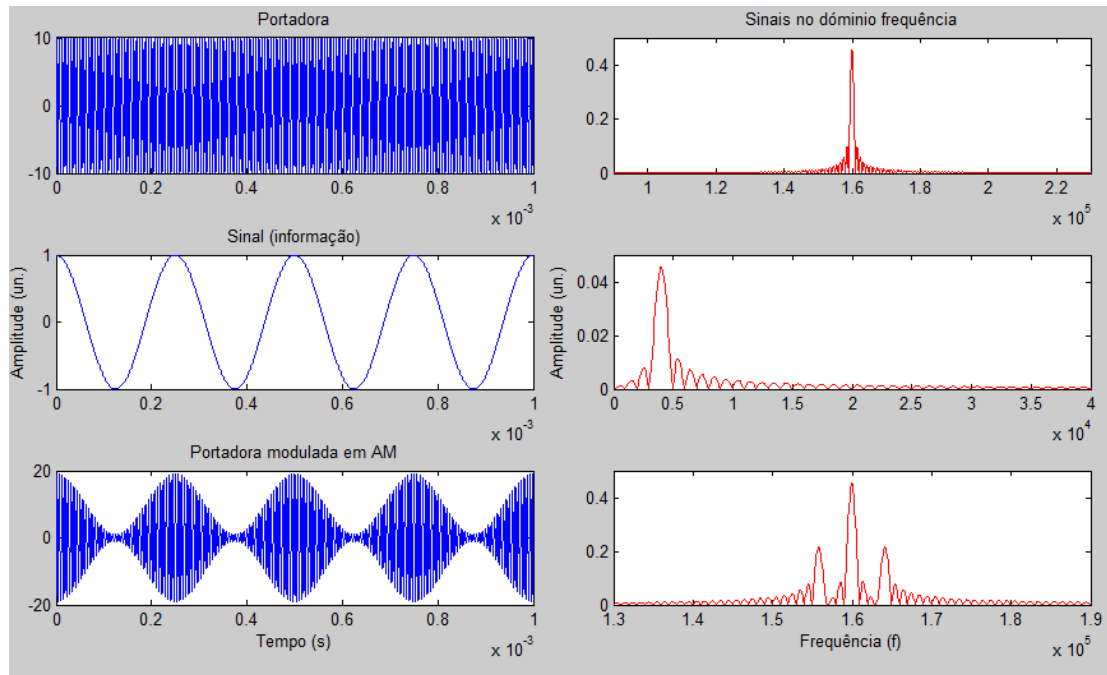 Portadora
10
0
-10
0 0.2 0.4 0.6 0.8 1
x 10-3
Sinais no dóminio frequência
0.4
0.2
0
1 1.2 1.4 1.6 1.8 2 2.2
x 105
Sinal (informação)
Amplitude (un.)
1
0
-1
0 0.2 0.4 0.6 0.8 1
x 10-3
Amplitude (un.)
0.04
0.02
0
0 0.5 1 1.5 2 2.5 3 3.5 4
x 104
Portadora modulada em AM
20
0
-20
0 0.2 0.4 0.6 0.8 1
Tempo (s)
x 10-3
0.4
0.2
0
1.3 1.4 1.5 1.6 1.7 1.8 1.9
Frequência (f)
x 105